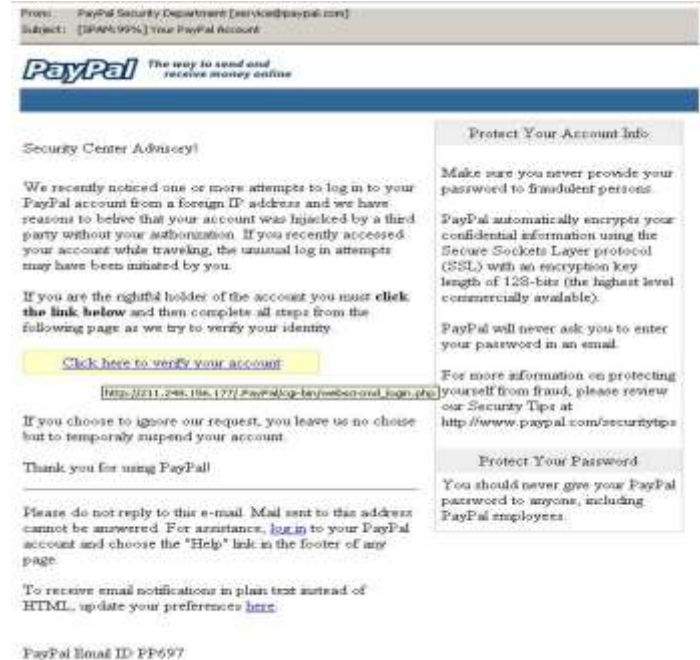 From: PayPal Security Department [service@paypal.com]
Subject: [SPAM:99%] Your PayPal Account
PayPal The way to send and
receive money online
Security Center Advisory!
We recently noticed one or more attempts to log in to your
PayPal account from a foreign IP address and we have
reasons to belive that your account was hijacked by a third
party without your authorization. If you recently accessed
your account while traveling, the unusual log in attempts
may have been initiated by you.
If you are the rightful holder of the account you must click
the link below and then complete all steps from the
following page as we try to verify your identity.
Click here to verify your account
If you choose to ignore our request, you leave us no choise
but to temporaly suspend your account.
Thank you for using PayPal!
Please do not reply to this e-mail. Mail sent to this address
cannot be answered. For assistance, log in to your PayPal
account and choose the "Help" link in the footer of any
page.
To receive email notifications in plain text instead of
HTML, update your preferences here.
PayPal Email ID PP697
Protect Your Account Info
Make sure you never provide your
password to fraudulent persons.
PayPal automatically encrypts your
confidential information using the
Secure Sockets Layer protocol
(SSL) with an encryption key
length of 128-bits (the highest level
commercially available).
PayPal will never ask you to enter
your password in an email.
For more information on protecting
yourself from fraud, please review
our Security Tips at
http://www.paypal.com/securitytips
Protect Your Password
You should never give your PayPal
password to anyone, including
PayPal employees.